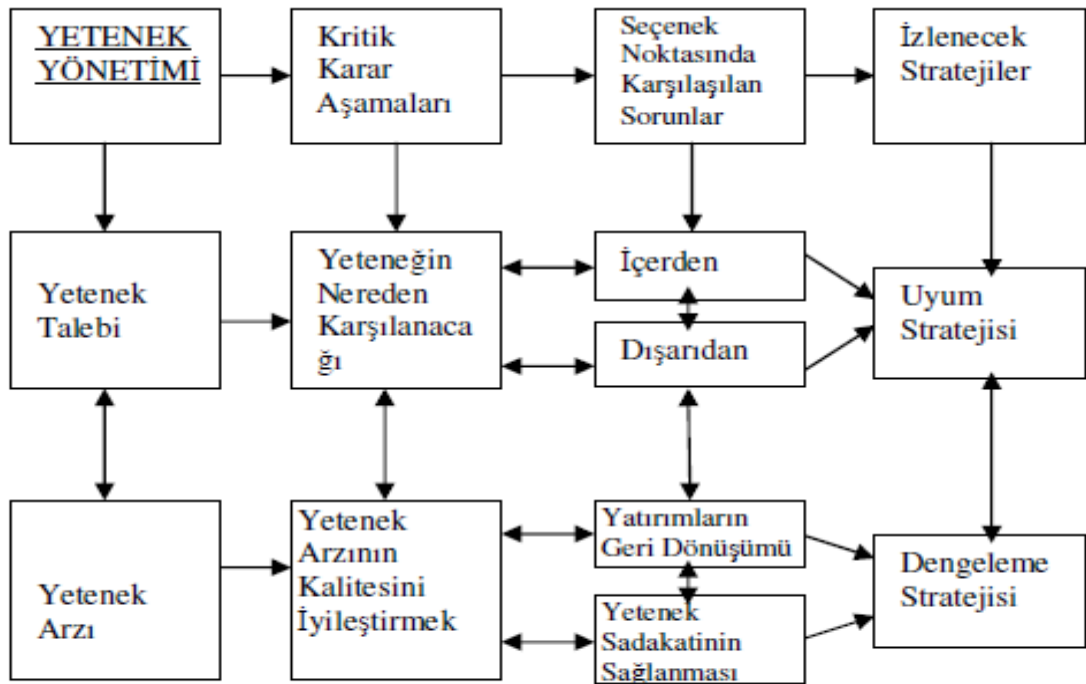 YETENEK
YÖNETİMİ
Kritik
Karar
Aşamaları
Seçenek
Noktasında
Karşılaşılan
Sorunlar
İzlenecek
Stratejiler
Yetenek
Talebi
Yeteneğin
Nereden
Karşılanaca
ğı
İçerden
Dışarıdan
Uyum
Stratejisi
Yetenek
Arzı
Yetenek
Arzının
Kalitesini
İyileştirmek
Yatırımların
Geri Dönüşümü
Yetenek
Sadakatinin
Sağlanması
Dengeleme
Stratejisi